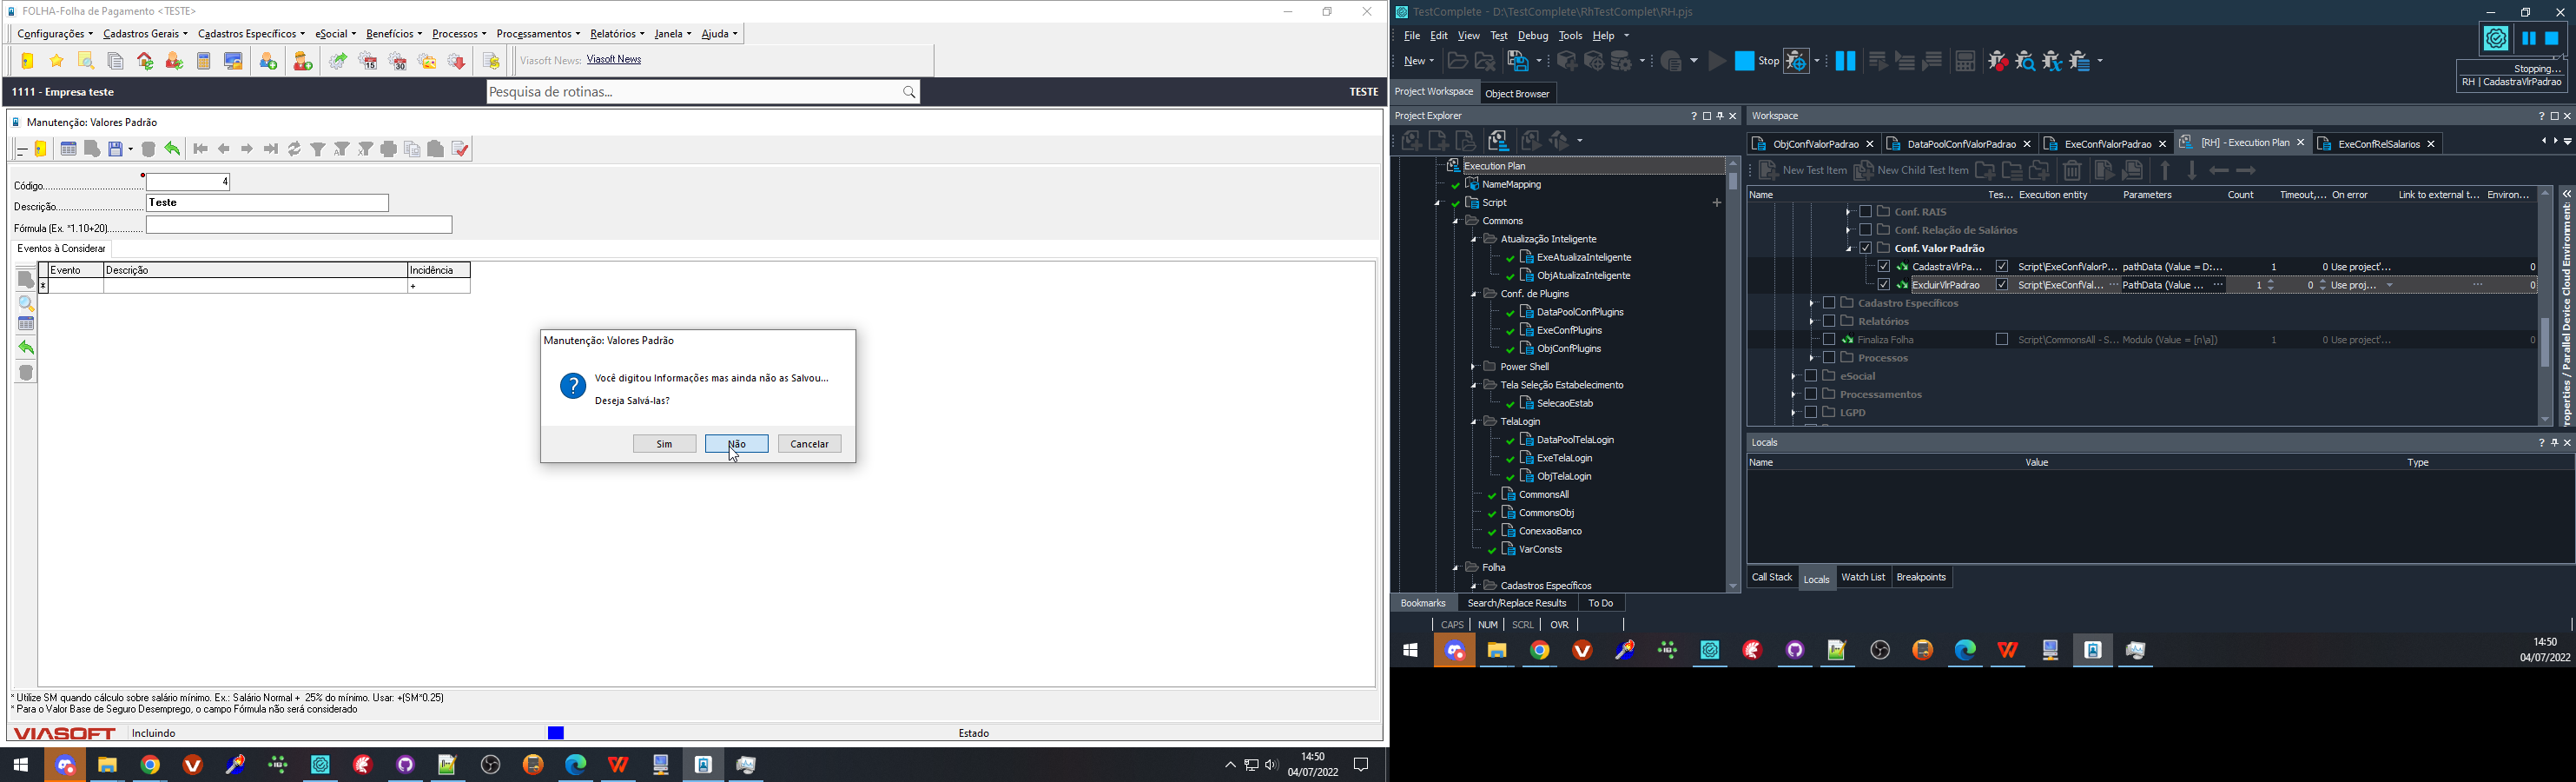 FOLHA-Folha de Pagamento <TESTE>
Configurações Cadastros Gerais Cadastros Específicos eSocial Benefícios Processos Processamentos Relatórios Janela Ajuda
Viasoft News: Viasoft News
1111 - Empresa teste
Pesquisa de rotinas...
TESTE
Manutenção: Valores Padrão
Código
4
Descrição
Teste
Fórmula (Ex. *1.10+20)
Eventos à Considerar
Evento Descrição Incidência
* +
Manutenção: Valores Padrão
Você digitou Informações mas ainda não as Salvou...
Deseja Salvá-las?
Sim Não Cancelar
* Utilize SM quando cálculo sobre salário mínimo. Ex.: Salário Normal + 25% do mínimo. Usar: +(SM*0.25)
* Para o Valor Base de Seguro Desemprego, o campo Fórmula não será considerado
VIASOFT Incluindo Estado
14:50
04/07/2022
TestComplete - D:\TestComplete\RhTestComplet\RH.pjs
File Edit View Test Debug Tools Help
New Stop
Stopping...
RH | CadastraVlrPadrao
Project Workspace Object Browser
Project Explorer
Execution Plan
NameMapping
Script
Commons
Atualização Inteligente
ExeAtualizaInteligente
ObjAtualizaInteligente
Conf. de Plugins
DataPoolConfPlugins
ExeConfPlugins
ObjConfPlugins
Power Shell
Tela Seleção Estabelecimento
SelecaoEstab
TelaLogin
DataPoolTelaLogin
ExeTelaLogin
ObjTelaLogin
CommonsAll
CommonsObj
ConexaoBanco
VarConsts
Folha
Cadastros Específicos
Bookmarks Search/Replace Results To Do
CAPS NUM SCRL OVR
Workspace
ObjConfValorPadrao DataPoolConfValorPadrao ExeConfValorPadrao [RH] - Execution Plan ExeConfRelSalarios
New Test Item New Child Test Item
Name Tes... Execution entity Parameters Count Timeout,... On error Link to external t... Environ...
Conf. RAIS
Conf. Relação de Salários
Conf. Valor Padrão
CadastraVlrPa... Script\ExeConfValorP... pathData (Value = D:... 1 0 Use project'... 0
ExcluirVlrPadrao Script\ExeConfVal... PathData (Value ... 1 0 Use proj... 0
Cadastro Específicos
Relatórios
Finaliza Folha Script\CommonsAll - S... Modulo (Value = [n\a]) 1 0 Use project'... 0
Processos
eSocial
Processamentos
LGPD
Properties / Parallel Device Cloud Environment:
Locals
Name Value Type
Call Stack Locals Watch List Breakpoints
14:50
04/07/2022